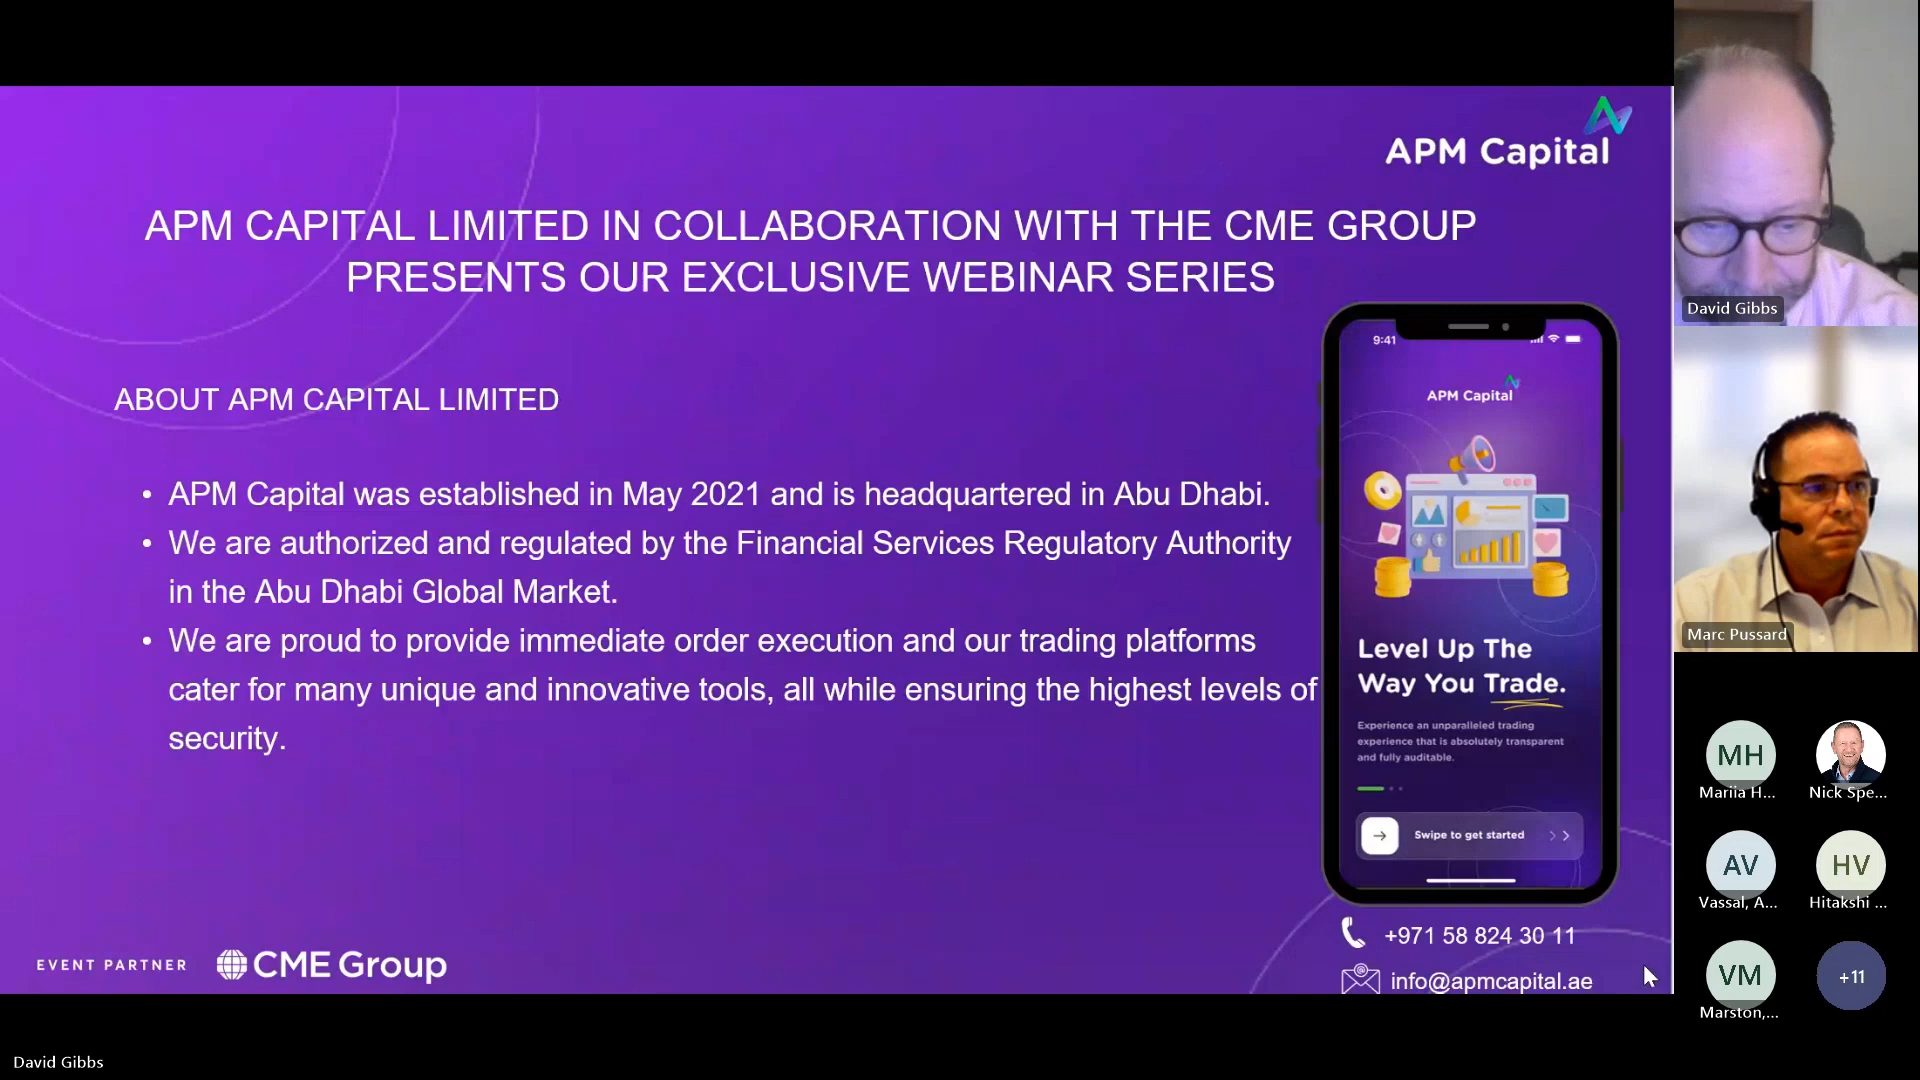 APM Capital
APM CAPITAL LIMITED IN COLLABORATION WITH THE CME GROUP
PRESENTS OUR EXCLUSIVE WEBINAR SERIES
ABOUT APM CAPITAL LIMITED
• APM Capital was established in May 2021 and is headquartered in Abu Dhabi.
• We are authorized and regulated by the Financial Services Regulatory Authority
in the Abu Dhabi Global Market.
• We are proud to provide immediate order execution and our trading platforms
cater for many unique and innovative tools, all while ensuring the highest levels of
security.
9:41
APM Capital
Level Up The
Way You Trade.
Experience an unparalleled trading
experience that is absolutely transparent
and fully auditable.
Swipe to get started
+971 58 824 30 11
info@apmcapital.ae
EVENT PARTNER
CME Group
David Gibbs
Marc Pussard
MH
Mariia H...
Nick Spe...
AV
Vassal, A...
HV
Hitakshi ...
VM
Marston,...
+11
David Gibbs